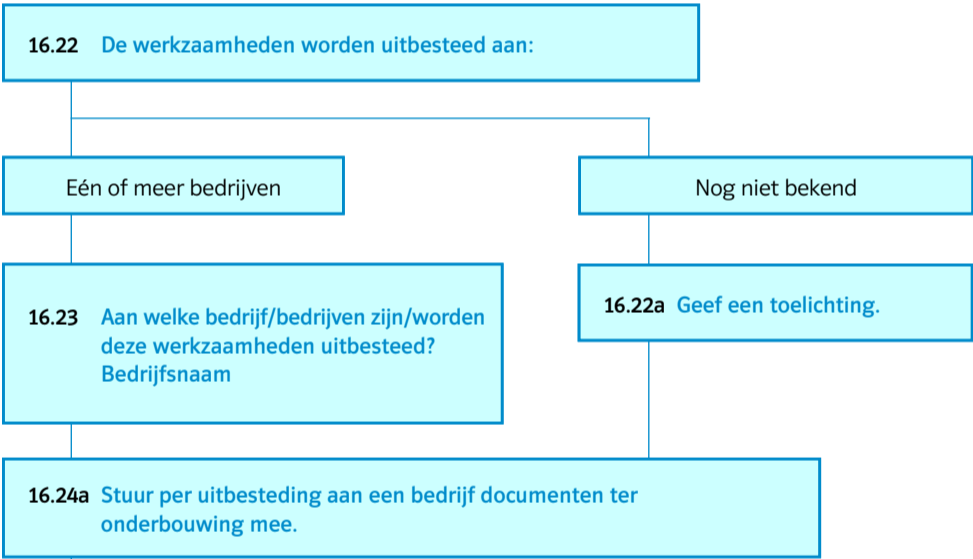 16.22 De werkzaamheden worden uitbesteed aan:
Eén of meer bedrijven
Nog niet bekend
16.23 Aan welke bedrijf/bedrijven zijn/worden
deze werkzaamheden uitbesteed?
Bedrijfsnaam
16.22a Geef een toelichting.
16.24a Stuur per uitbesteding aan een bedrijf documenten ter
onderbouwing mee.